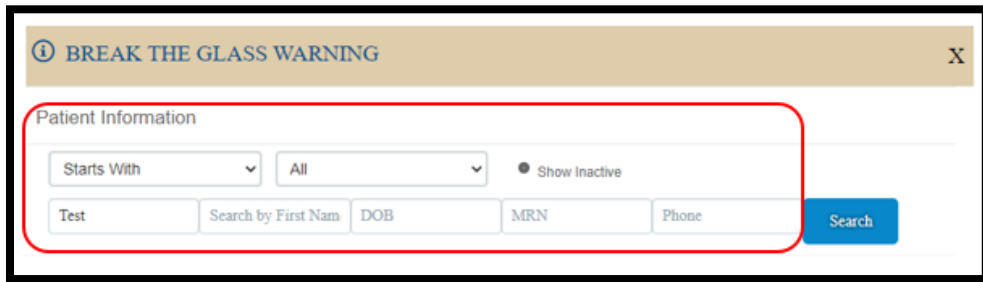 BREAK THE GLASS WARNING X
Patient Information
Starts With All Show Inactive
Test Search by First Nam DOB MRN Phone Search